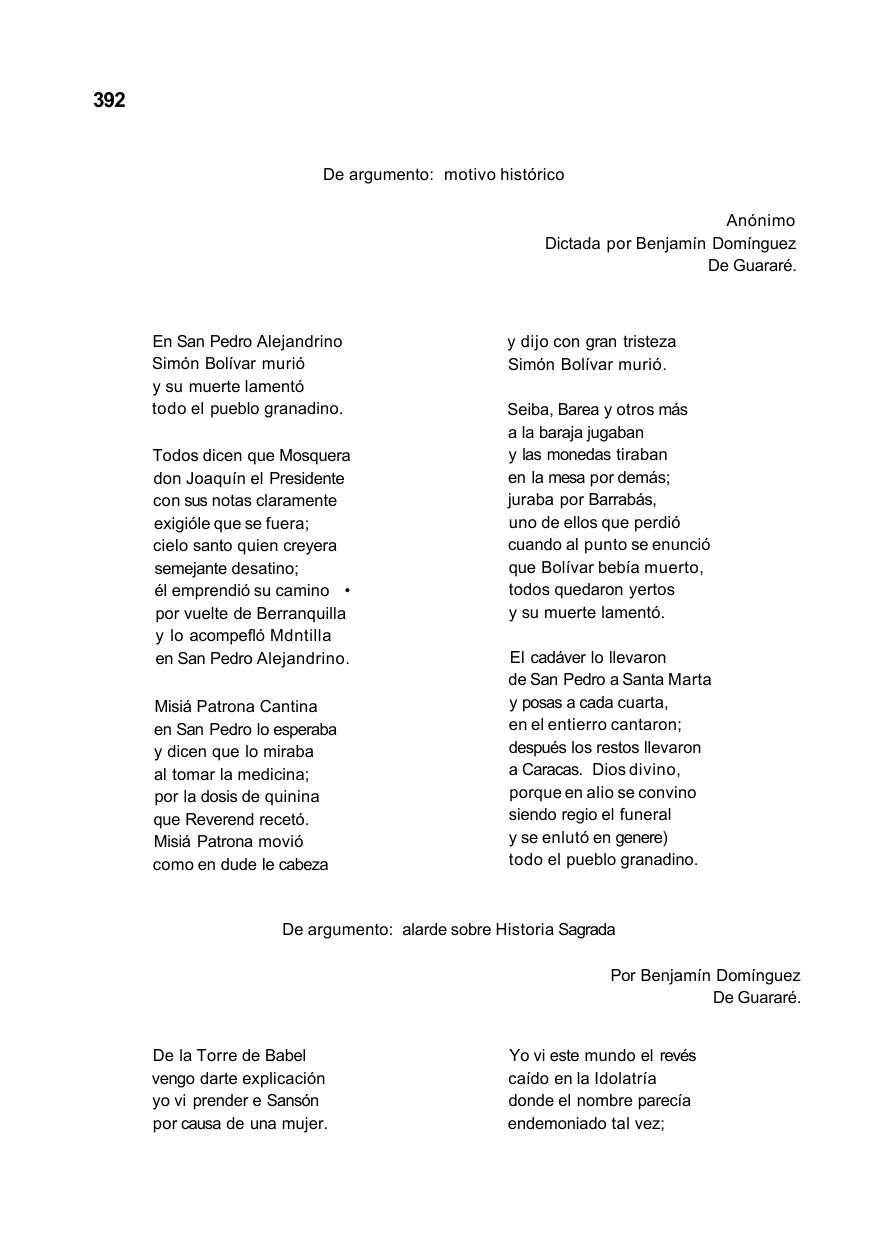 392
De argumento: motivo histórico
Anónimo
Dictada por Benjamín Domínguez
De Guararé.
En San Pedro Alejandrino
Simón Bolívar murió
y su muerte lamentó
todo el pueblo granadino.
Todos dicen que Mosquera
don Joaquín el Presidente
con sus notas claramente
exigióle que se fuera;
cielo santo quien creyera
semejante desatino;
él emprendió su camino •
por vuelte de Berranquilla
y lo acompefló Mdntilla
en San Pedro Alejandrino.
Misiá Patrona Cantina
en San Pedro lo esperaba
y dicen que lo miraba
al tomar la medicina;
por la dosis de quinina
que Reverend recetó.
Misiá Patrona movió
como en dude le cabeza
y dijo con gran tristeza
Simón Bolívar murió.
Seiba, Barea y otros más
a la baraja jugaban
y las monedas tiraban
en la mesa por demás;
juraba por Barrabás,
uno de ellos que perdió
cuando al punto se enunció
que Bolívar bebía muerto,
todos quedaron yertos
y su muerte lamentó.
El cadáver lo llevaron
de San Pedro a Santa Marta
y posas a cada cuarta,
en el entierro cantaron;
después los restos llevaron
a Caracas. Dios divino,
porque en alio se convino
siendo regio el funeral
y se enlutó en genere)
todo el pueblo granadino.
De argumento: alarde sobre Historia Sagrada
Por Benjamín Domínguez
De Guararé.
De la Torre de Babel
vengo darte explicación
yo vi prender e Sansón
por causa de una mujer.
Yo vi este mundo el revés
caído en la Idolatría
donde el nombre parecía
endemoniado tal vez;